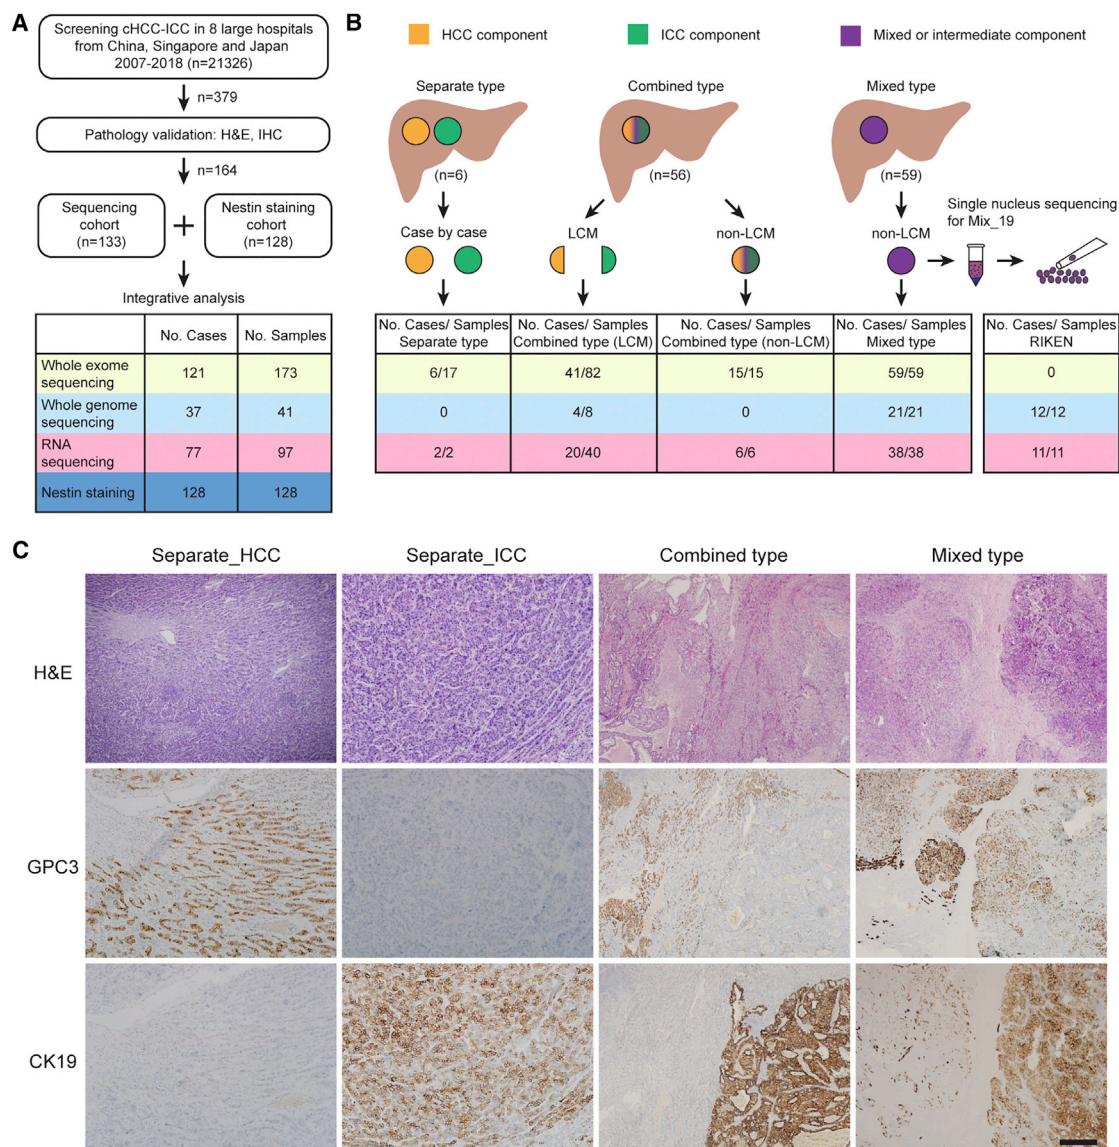 A
Screening cHCC-ICC in 8 large hospitals
from China, Singapore and Japan
2007-2018 (n=21326)
n=379
Pathology validation: H&E, IHC
n=164
Sequencing
cohort
(n=133)
+
Nestin staining
cohort
(n=128)
Integrative analysis
No. Cases No. Samples
Whole exome
sequencing 121 173
Whole genome
sequencing 37 41
RNA
sequencing 77 97
Nestin staining 128 128
B
HCC component ICC component Mixed or intermediate component
Separate type Combined type Mixed type
(n=6) (n=56) (n=59)
Single nucleus sequencing
for Mix_19
Case by case LCM non-LCM non-LCM
No. Cases/ Samples No. Cases/ Samples No. Cases/ Samples No. Cases/ Samples No. Cases/ Samples
Separate type Combined type (LCM) Combined type (non-LCM) Mixed type RIKEN
6/17 41/82 15/15 59/59 0
0 4/8 0 21/21 12/12
2/2 20/40 6/6 38/38 11/11
C
Separate_HCC Separate_ICC Combined type Mixed type
H&E
GPC3
CK19